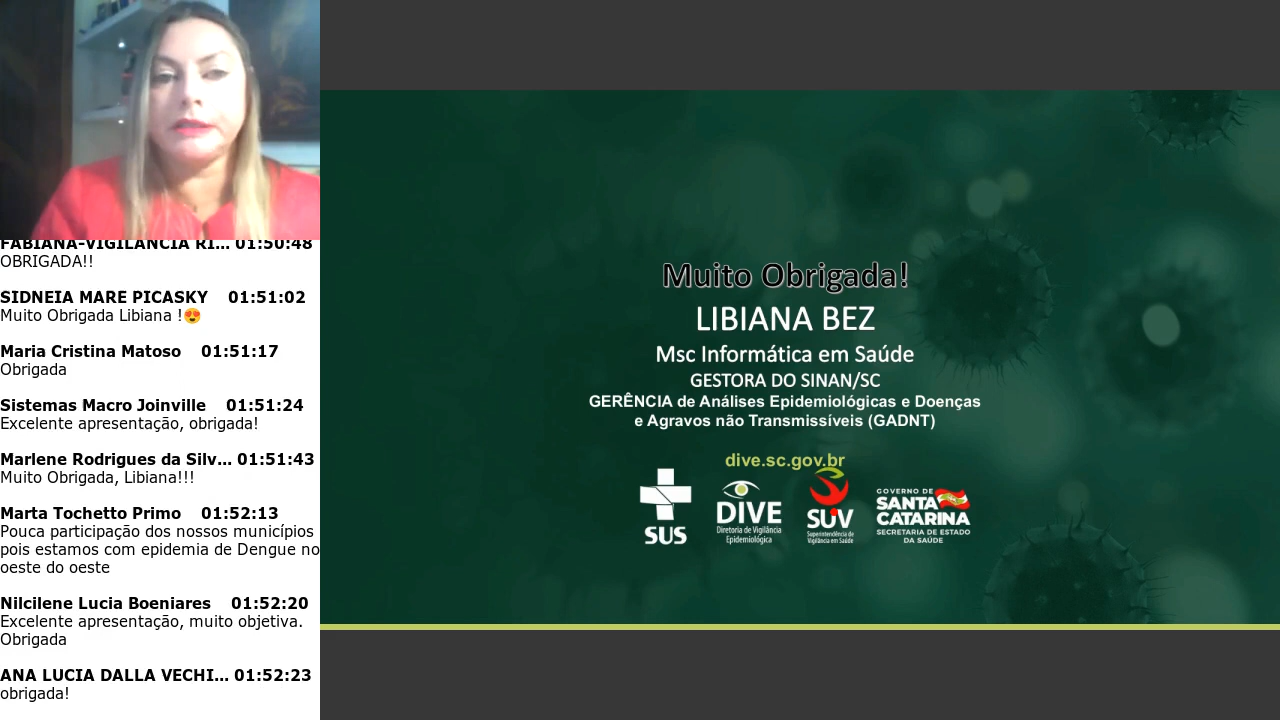 FABIANA-VIGILANCIA RI... 01:50:48
OBRIGADA!!
SIDNEIA MARE PICASKY 01:51:02
Muito Obrigada Libiana !😍
Maria Cristina Matoso 01:51:17
Obrigada
Sistemas Macro Joinville 01:51:24
Excelente apresentação, obrigada!
Marlene Rodrigues da Silv... 01:51:43
Muito Obrigada, Libiana!!!
Marta Tochetto Primo 01:52:13
Pouca participação dos nossos municípios
pois estamos com epidemia de Dengue no
oeste do oeste
Nilcilene Lucia Boeniares 01:52:20
Excelente apresentação, muito objetiva.
Obrigada
ANA LUCIA DALLA VECHI... 01:52:23
obrigada!
Muito Obrigada!
LIBIANA BEZ
Msc Informática em Saúde
GESTORA DO SINAN/SC
GERÊNCIA de Análises Epidemiológicas e Doenças
e Agravos não Transmissíveis (GADNT)
dive.sc.gov.br
SUS
DIVE
Diretoria de Vigilância
Epidemiológica
SUV
Superintendência de
Vigilância em Saúde
GOVERNO DE
SANTA
CATARINA
SECRETARIA DE ESTADO
DA SAÚDE